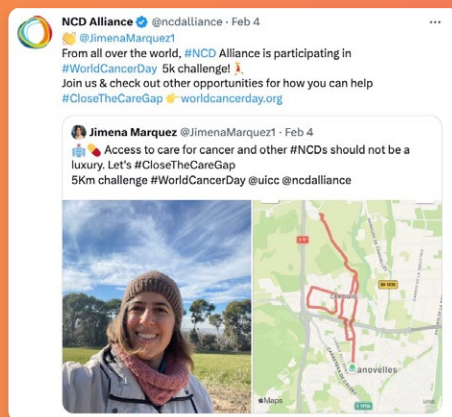 NCD Alliance @ncdalliance · Feb 4
👏 @JimenaMarquez1
From all over the world, #NCD Alliance is participating in
#WorldCancerDay 5k challenge! 🏃
Join us & check out other opportunities for how you can help
#CloseTheCareGap 👉 worldcancerday.org
Jimena Marquez @JimenaMarquez1 · Feb 4
🏥💊 Access to care for cancer and other #NCDs should not be a
luxury. Let's #CloseTheCareGap
5Km challenge #WorldCancerDay @uicc @ncdalliance
anovelles
Maps
Legal